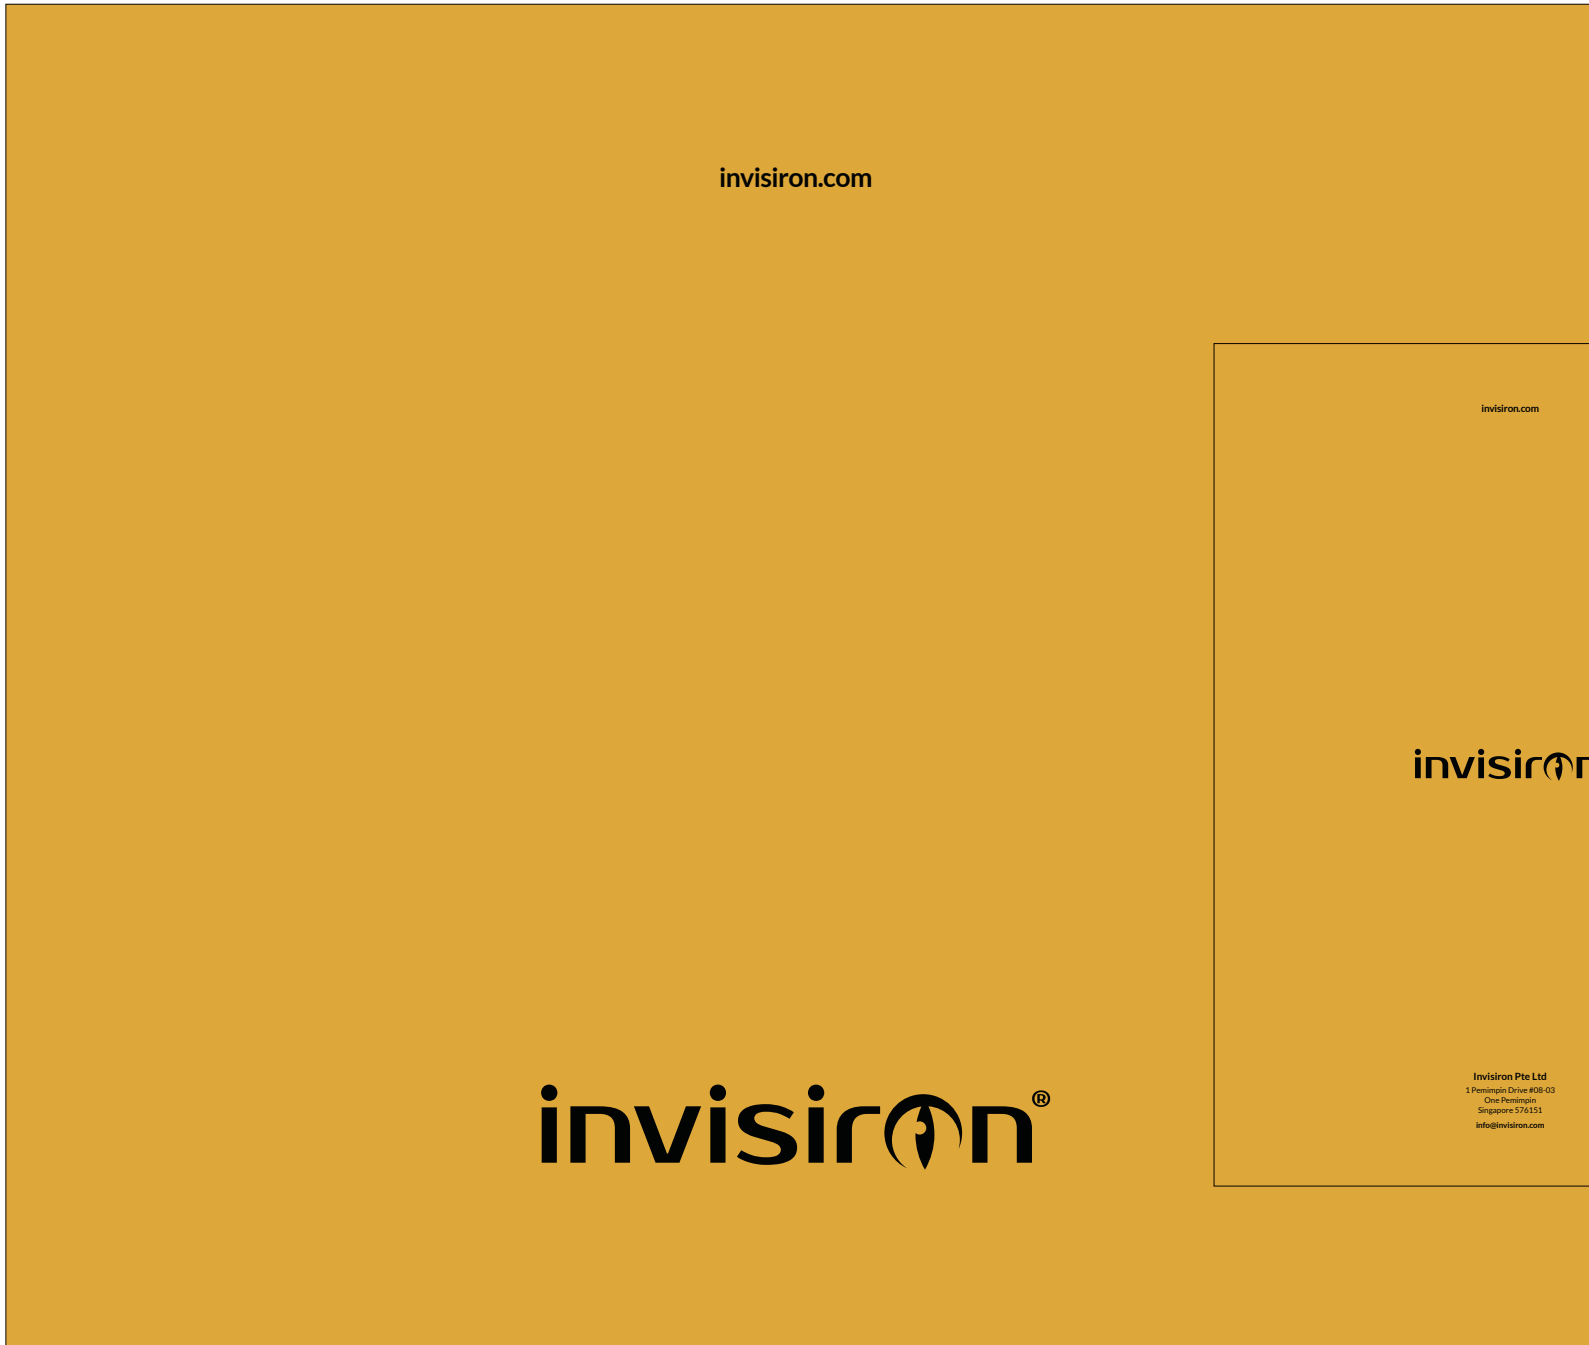 invisiron.com
invisiron.com
invisiron
invisiron®
Invisiron Pte Ltd
1 Pemimpin Drive #08-03
One Pemimpin
Singapore 576151
info@invisiron.com